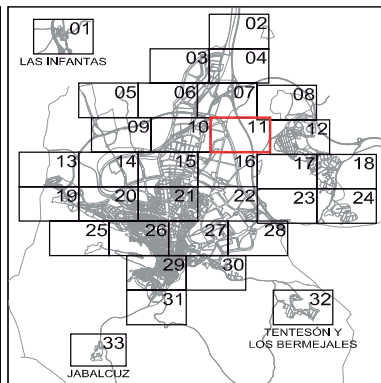 01
LAS INFANTAS
02
03 04
05 06 07 08
09 10 11 12
13 14 15 16 17 18
19 20 21 22 23 24
25 26 27 28
29 30
31
32
TENTESÓN Y
LOS BERMEJALES
33
JABALCUZ